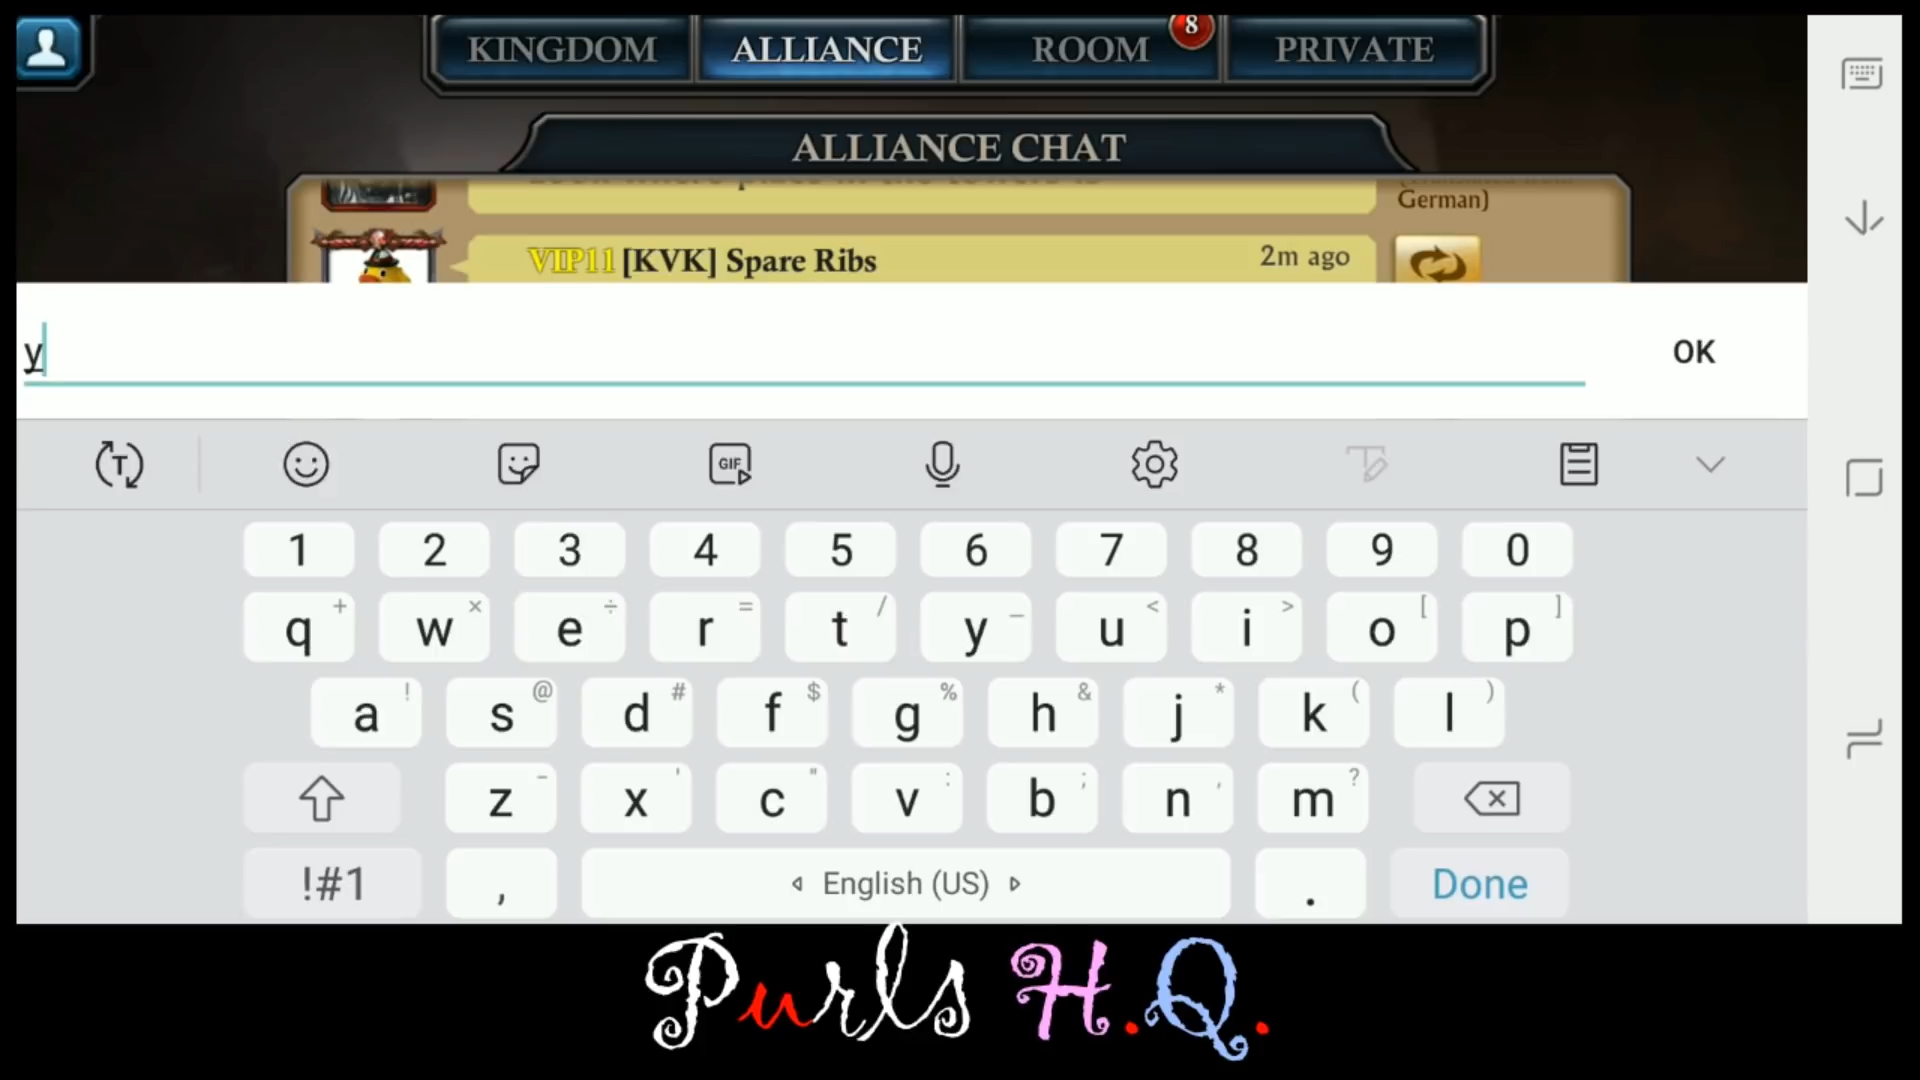 KINGDOM ALLIANCE ROOM 8 PRIVATE
ALLIANCE CHAT
German)
VIP11 [KVK] Spare Ribs 2m ago
y OK
T GIF T
1 2 3 4 5 6 7 8 9 0
q + w × e ÷ r = t / y _ u < i > o [ p ]
a ! s @ d # f $ g % h & j * k ( l )
z - x ' c " v : b ; n , m ?
!#1 , English (US) . Done
Purls H.Q.